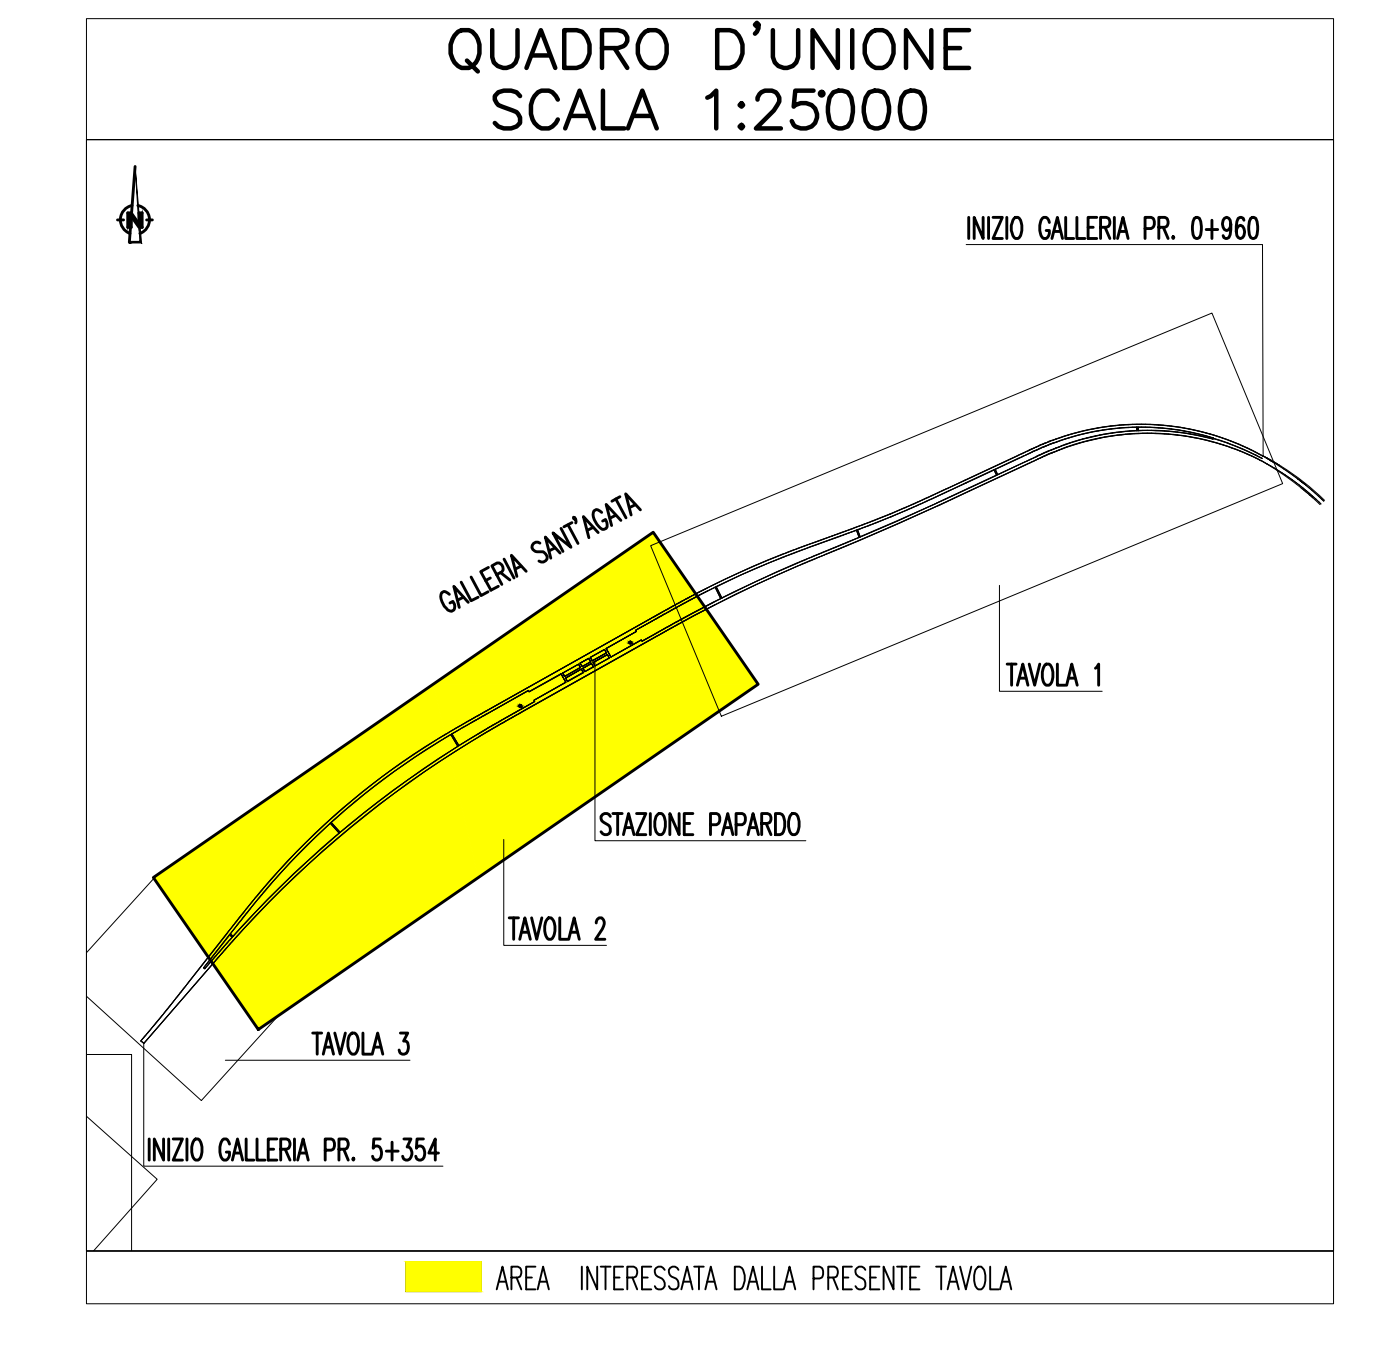 QUADRO D'UNIONE
SCALA 1:25'000
N
INIZIO GALLERIA PR. 0+960
GALLERIA SANT'AGATA
TAVOLA 1
STAZIONE PAPARDO
TAVOLA 2
TAVOLA 3
INIZIO GALLERIA PR. 5+354
AREA INTERESSATA DALLA PRESENTE TAVOLA